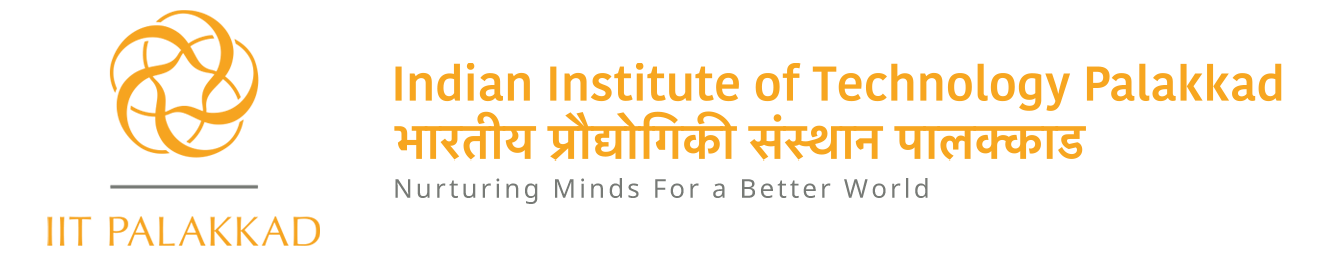 IIT PALAKKAD
Indian Institute of Technology Palakkad
भारतीय प्रौद्योगिकी संस्थान पालक्काड
Nurturing Minds For a Better World